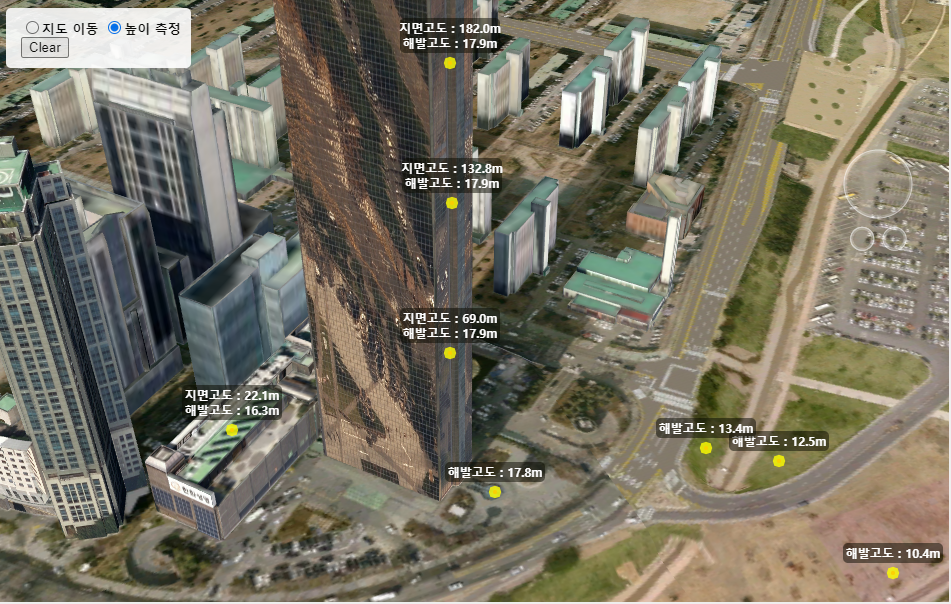 지도 이동 높이 측정
Clear
지면고도 : 182.0m
해발고도 : 17.9m
지면고도 : 132.8m
해발고도 : 17.9m
지면고도 : 69.0m
해발고도 : 17.9m
지면고도 : 22.1m
해발고도 : 16.3m
해발고도 : 13.4m
해발고도 : 12.5m
해발고도 : 17.8m
한화생명
해발고도 : 10.4m